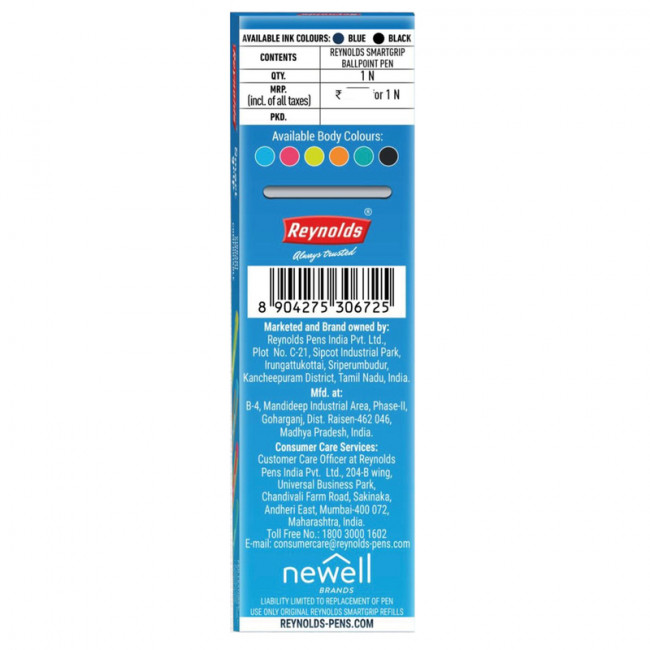 AVAILABLE INK COLOURS: BLUE BLACK
CONTENTS REYNOLDS SMARTGRIP BALLPOINT PEN
QTY. 1 N
MRP. (incl. of all taxes) ₹ for 1 N
PKD.
Available Body Colours:
Reynolds®
Always trusted
8 904275 306725
Marketed and Brand owned by:
Reynolds Pens India Pvt. Ltd.,
Plot No. C-21, Sipcot Industrial Park,
Irungattukottai, Sriperumbudur,
Kancheepuram District, Tamil Nadu, India.
Mfd. at:
B-4, Mandideep Industrial Area, Phase-II,
Goharganj, Dist. Raisen-462 046,
Madhya Pradesh, India.
Consumer Care Services:
Customer Care Officer at Reynolds
Pens India Pvt. Ltd., 204-B wing,
Universal Business Park,
Chandivali Farm Road, Sakinaka,
Andheri East, Mumbai-400 072,
Maharashtra, India.
Toll Free No.: 1800 3000 1602
E-mail: consumercare@reynolds-pens.com
newell
BRANDS
LIABILITY LIMITED TO REPLACEMENT OF PEN
USE ONLY ORIGINAL REYNOLDS SMARTGRIP REFILLS
REYNOLDS-PENS.COM
Reynolds